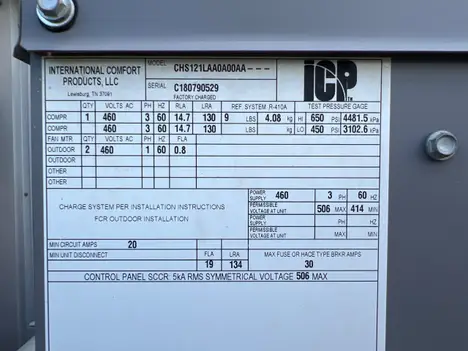 INTERNATIONAL COMFORT PRODUCTS, LLC
Lewisburg, TN 37091
MODEL CHS121LAA0A00AA---
SERIAL C180790529
FACTORY CHARGED
ICP TM
QTY VOLTS AC PH HZ RLA LRA REF. SYSTEM R-410A TEST PRESSURE GAGE
COMPR 1 460 3 60 14.7 130 9 LBS 4.08 kg HI 650 PSI 4481.5 kPa
COMPR 460 3 60 14.7 130 LBS kg LO 450 PSI 3102.6 kPa
FAN MTR QTY VOLTS AC PH HZ FLA
OUTDOOR 2 460 1 60 0.8
OUTDOOR
OTHER
OTHER
CHARGE SYSTEM PER INSTALLATION INSTRUCTIONS
FOR OUTDOOR INSTALLATION
POWER SUPPLY 460 3 PH 60 HZ
PERMISSIBLE VOLTAGE AT UNIT 506 MAX 414 MIN
POWER SUPPLY PH HZ
PERMISSIBLE VOLTAGE AT UNIT MAX MIN
MIN CIRCUIT AMPS 20
MIN UNIT DISCONNECT FLA 19 LRA 134
MAX FUSE OR HACE TYPE BRKR AMPS 30
CONTROL PANEL SCCR: 5kA RMS SYMMETRICAL VOLTAGE 506 MAX